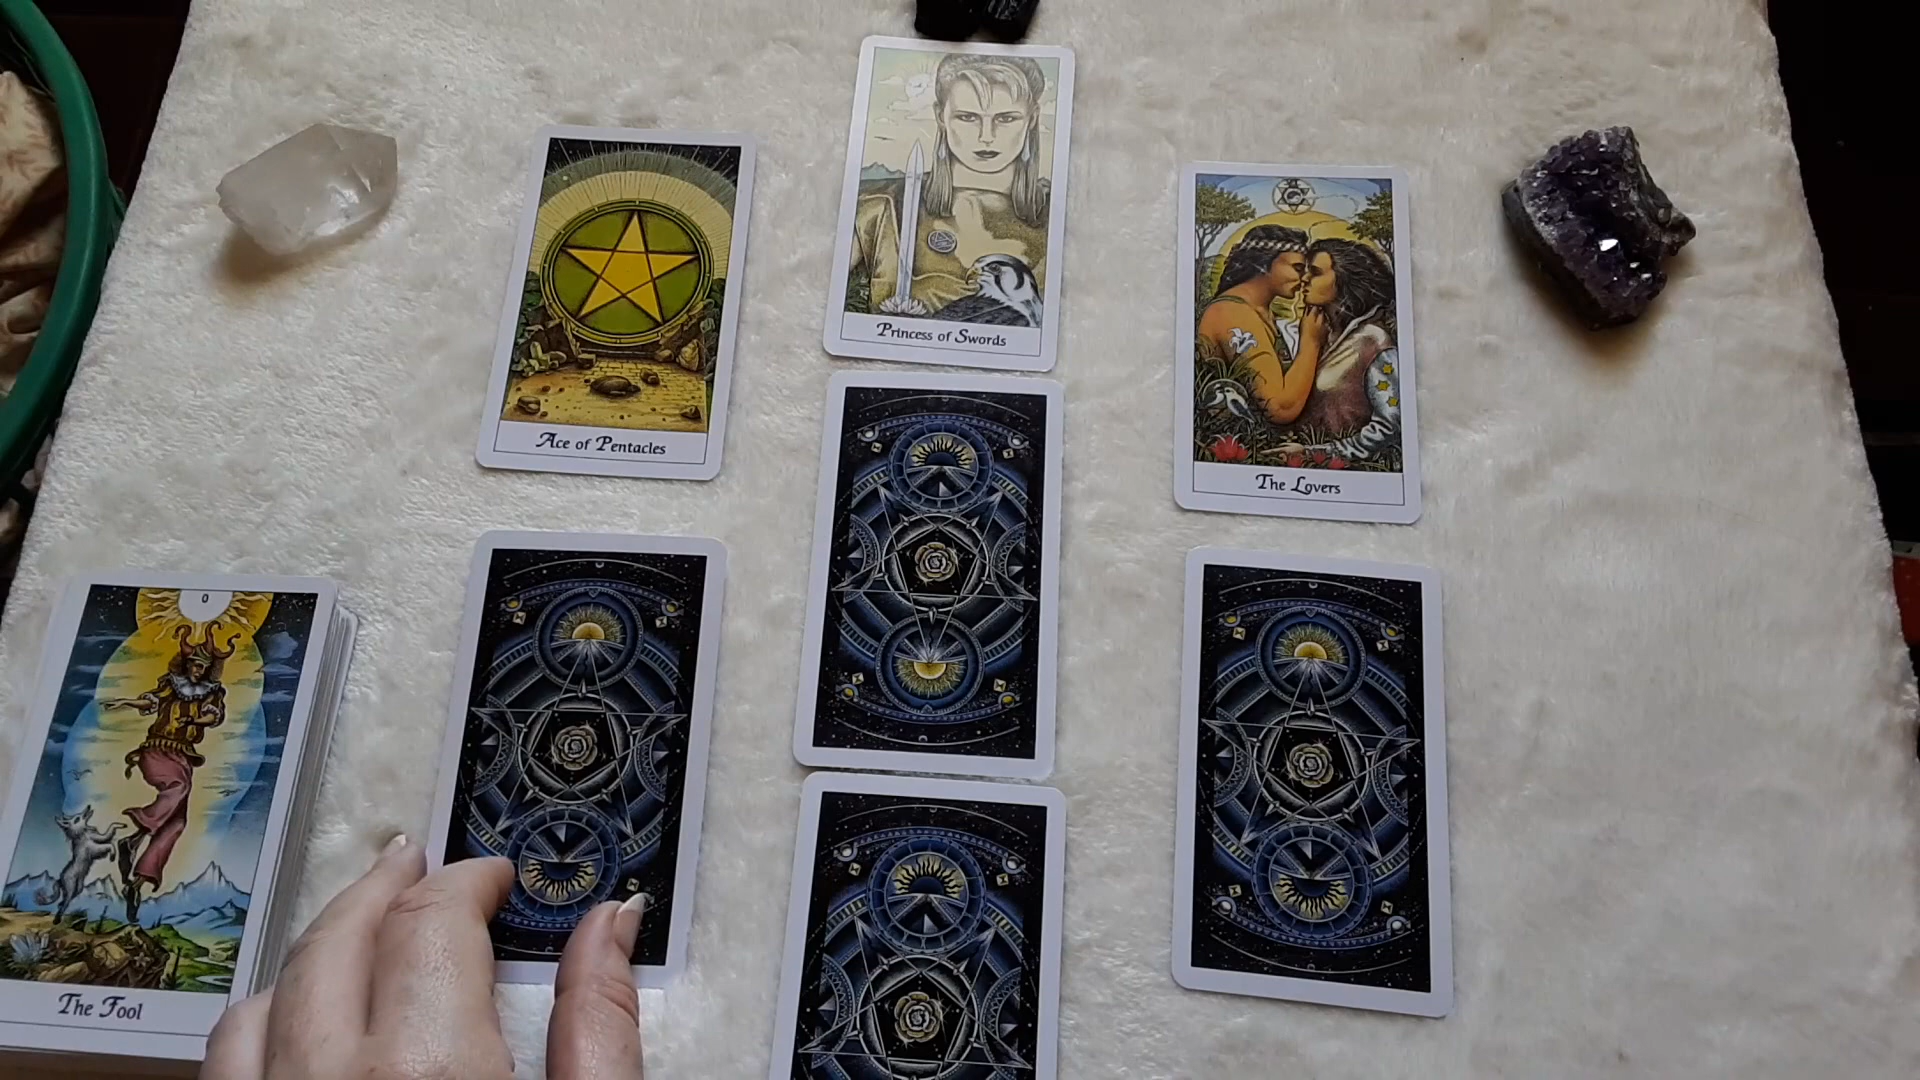 Princess of Swords
Ace of Pentacles
The Lovers
0
The Fool